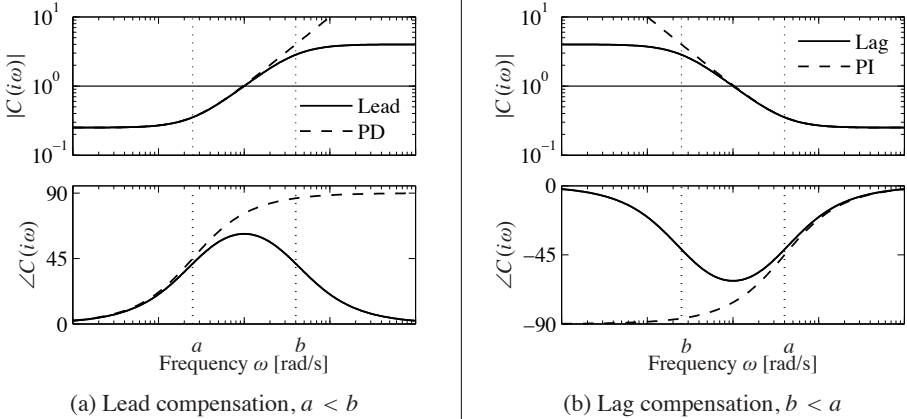 10^1
10^0
10^−1
|C(iω)|
Lead
PD
90
45
0
∠C(iω)
a
b
Frequency ω [rad/s]
(a) Lead compensation, a < b
10^1
10^0
10^−1
|C(iω)|
Lag
PI
0
−45
−90
∠C(iω)
b
a
Frequency ω [rad/s]
(b) Lag compensation, b < a